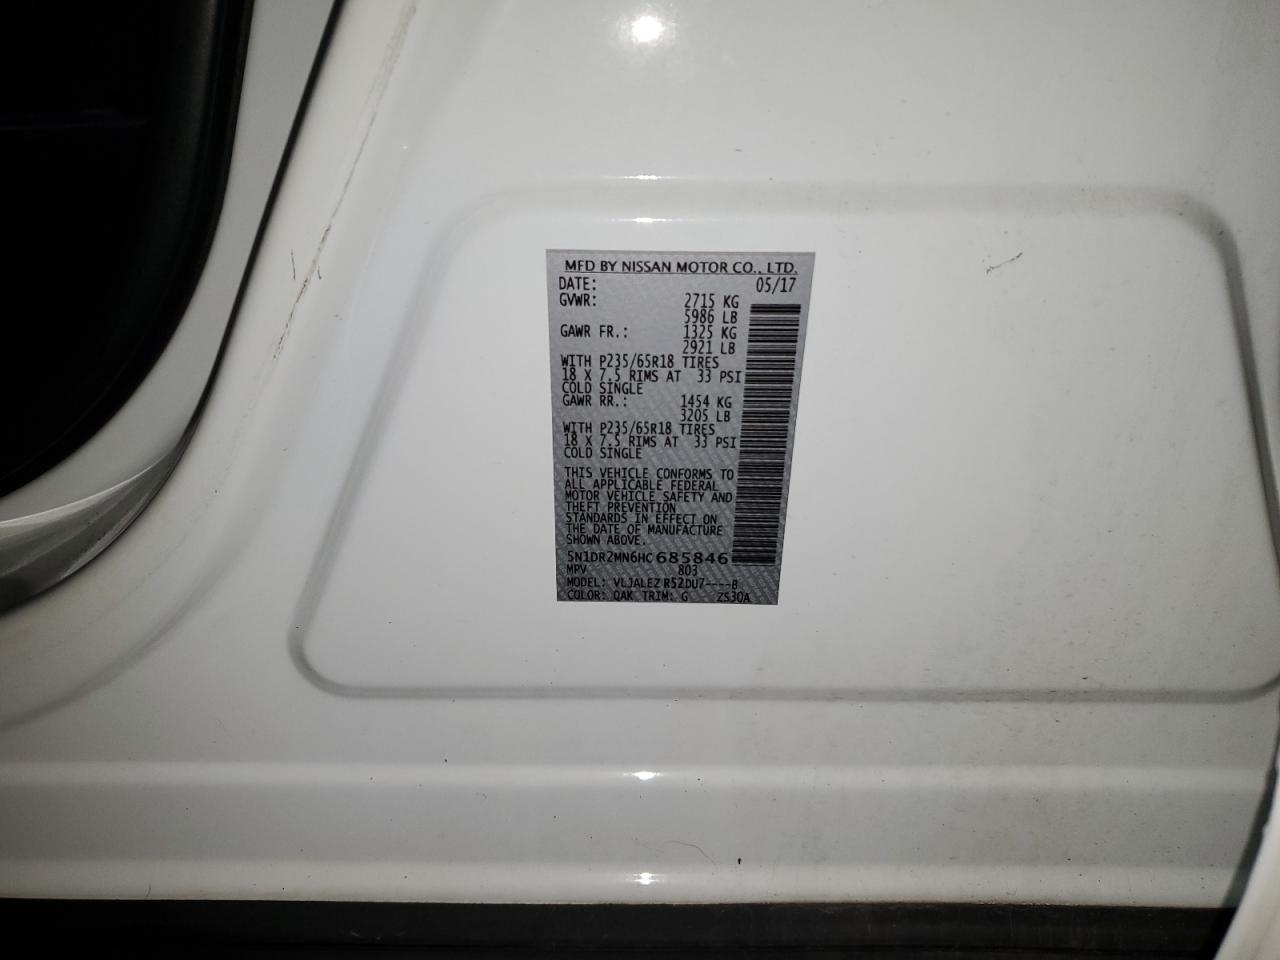 MFD BY NISSAN MOTOR CO., LTD.
DATE: 05/17
GVWR: 2715 KG
5986 LB
GAWR FR.: 1325 KG
2921 LB
WITH P235/65R18 TIRES
18 X 7.5 RIMS AT 33 PSI
COLD SINGLE
GAWR RR.: 1454 KG
3205 LB
WITH P235/65R18 TIRES
18 X 7.5 RIMS AT 33 PSI
COLD SINGLE
THIS VEHICLE CONFORMS TO
ALL APPLICABLE FEDERAL
MOTOR VEHICLE SAFETY AND
THEFT PREVENTION
STANDARDS IN EFFECT ON
THE DATE OF MANUFACTURE
SHOWN ABOVE.
5N1DR2MN6HC685846
MPV 803
MODEL: VLJALEZ R52DU7----B
COLOR: QAK TRIM: G ZS30A